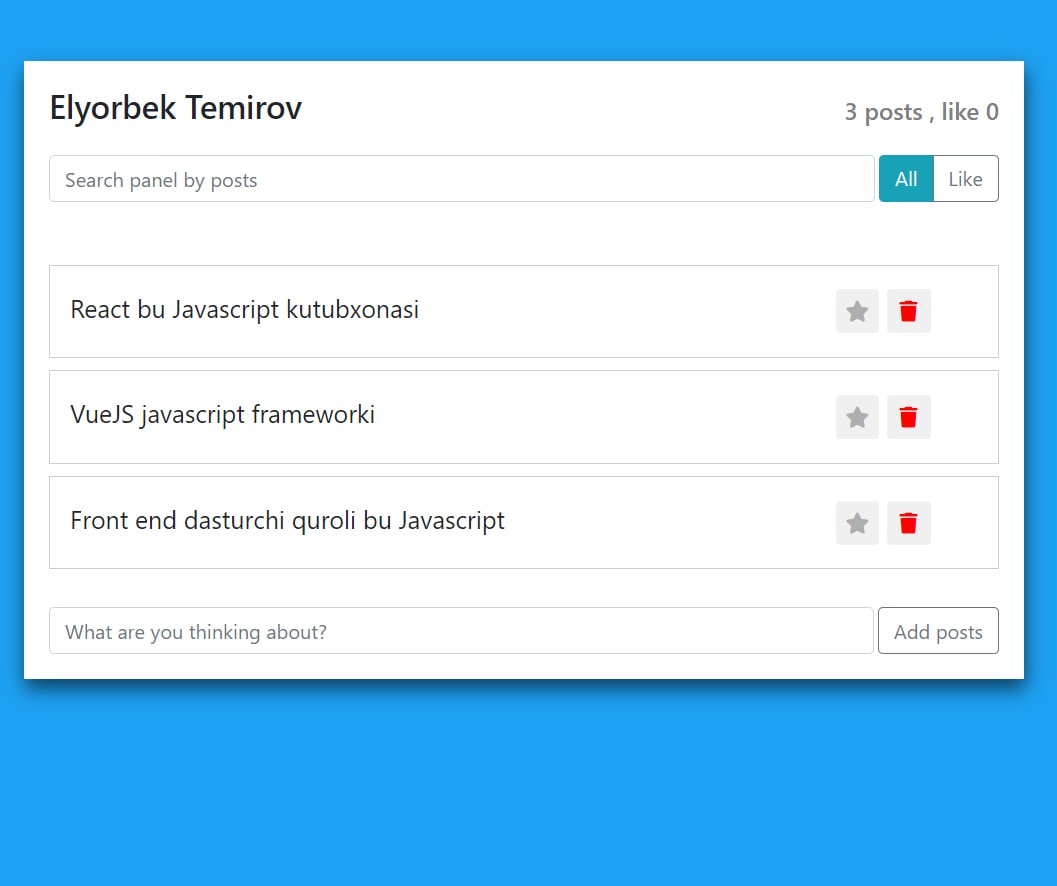 Elyorbek Temirov
3 posts , like 0
Search panel by posts
All
Like
React bu Javascript kutubxonasi
VueJS javascript frameworki
Front end dasturchi quroli bu Javascript
What are you thinking about?
Add posts